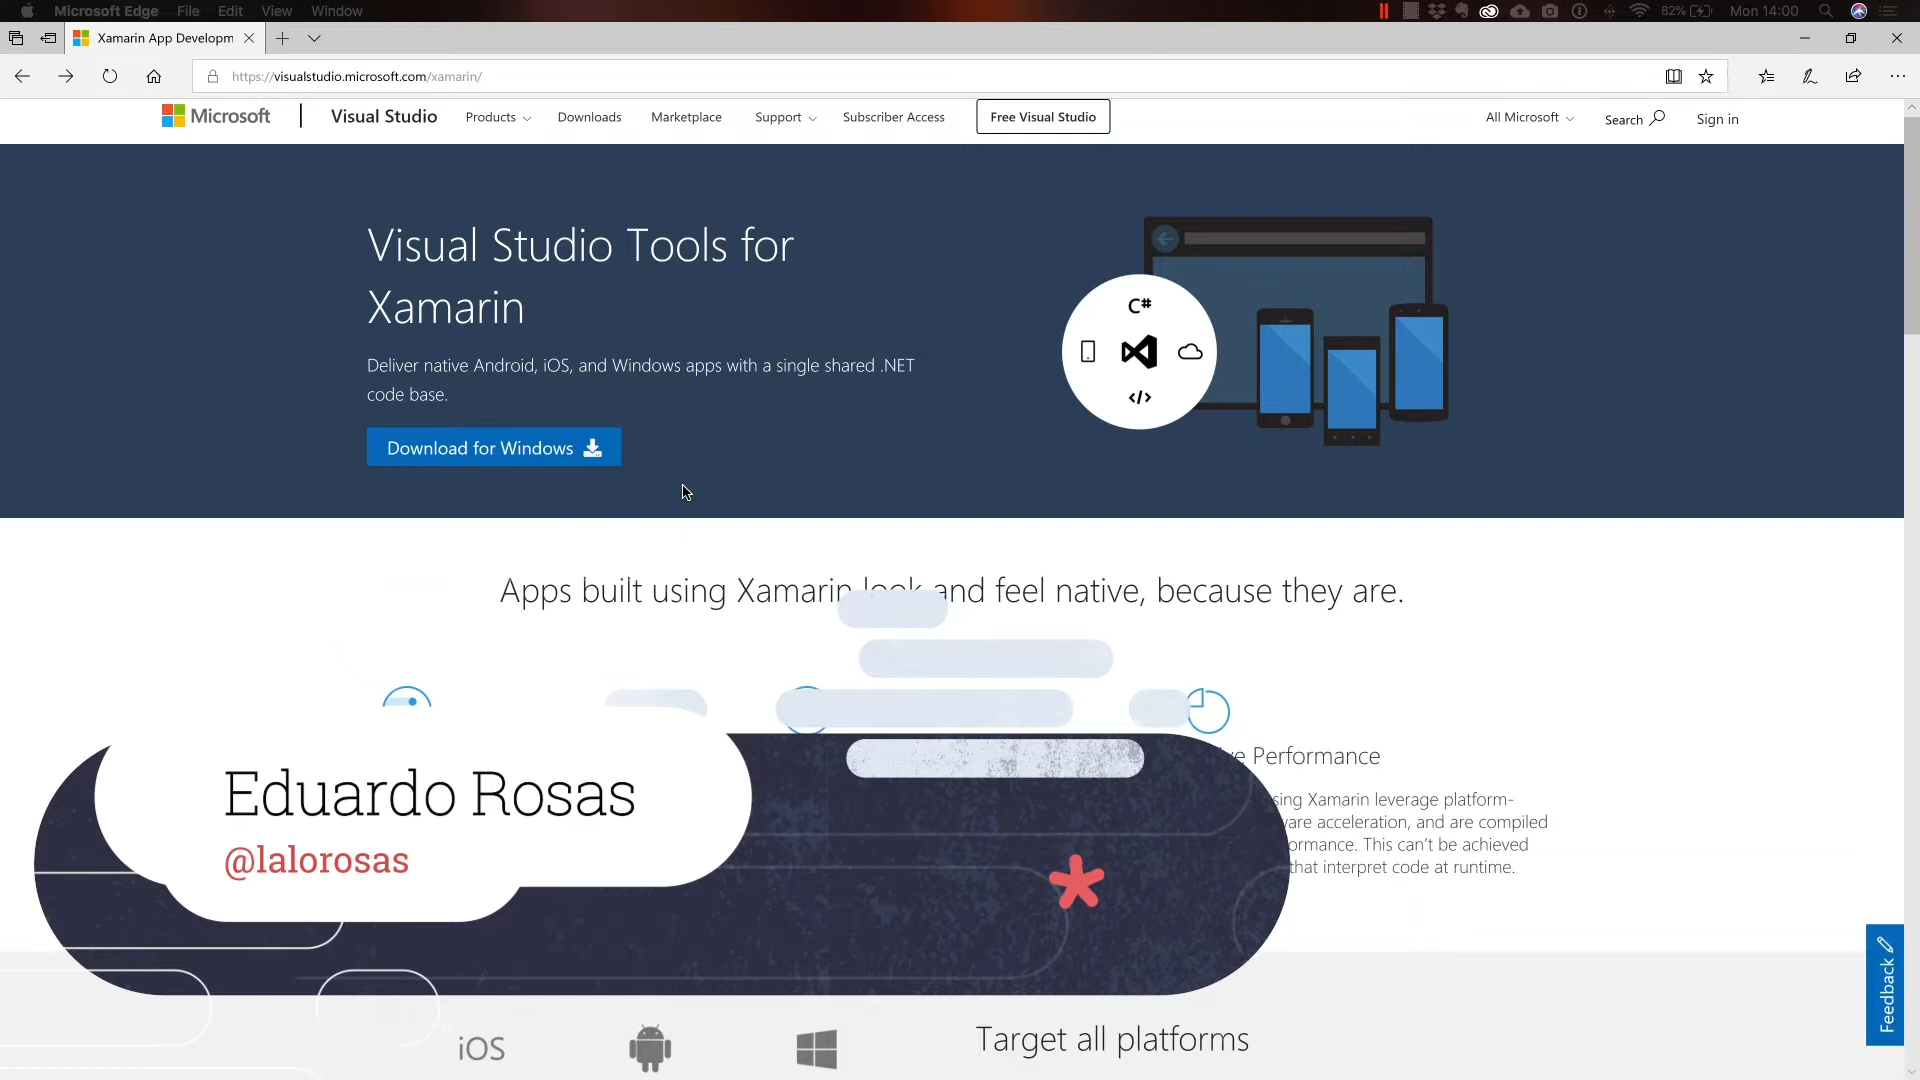 Microsoft Edge File Edit View Window 82% Mon 14:00
Xamarin App Developm
https://visualstudio.microsoft.com/xamarin/
Microsoft | Visual Studio Products Downloads Marketplace Support Subscriber Access Free Visual Studio All Microsoft Search Sign in
Visual Studio Tools for
Xamarin
Deliver native Android, iOS, and Windows apps with a single shared .NET
code base.
Download for Windows
C#
</>
Apps built using Xamarin look and feel native, because they are.
Performance
Eduardo Rosas
@lalorosas
sing Xamarin leverage platform-
ware acceleration, and are compiled
ormance. This can't be achieved
that interpret code at runtime.
Feedback
iOS
Target all platforms